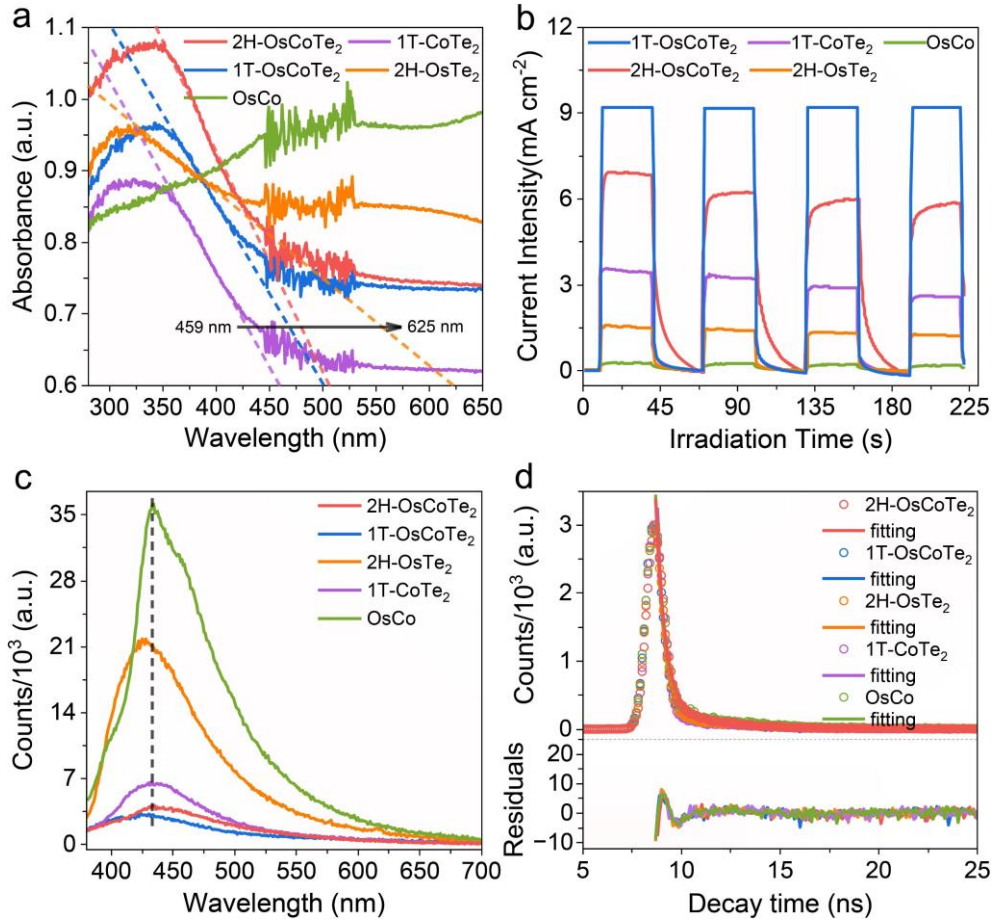 a
1.1
1.0
0.9
0.8
0.7
0.6
Absorbance (a.u.)
2H-OsCoTe₂
1T-CoTe₂
1T-OsCoTe₂
2H-OsTe₂
OsCo
459 nm
625 nm
300 350 400 450 500 550 600 650
Wavelength (nm)
b
12
9
6
3
0
Current Intensity(mA cm⁻²)
1T-OsCoTe₂
1T-CoTe₂
OsCo
2H-OsCoTe₂
2H-OsTe₂
0 45 90 135 180 225
Irradiation Time (s)
c
35
28
21
14
7
0
Counts/10³ (a.u.)
2H-OsCoTe₂
1T-OsCoTe₂
2H-OsTe₂
1T-CoTe₂
OsCo
400 450 500 550 600 650 700
Wavelength (nm)
d
3
2
1
0
Counts/10³ (a.u.)
2H-OsCoTe₂
fitting
1T-OsCoTe₂
fitting
2H-OsTe₂
fitting
1T-CoTe₂
fitting
OsCo
fitting
20
10
0
−10
Residuals
5 10 15 20 25
Decay time (ns)